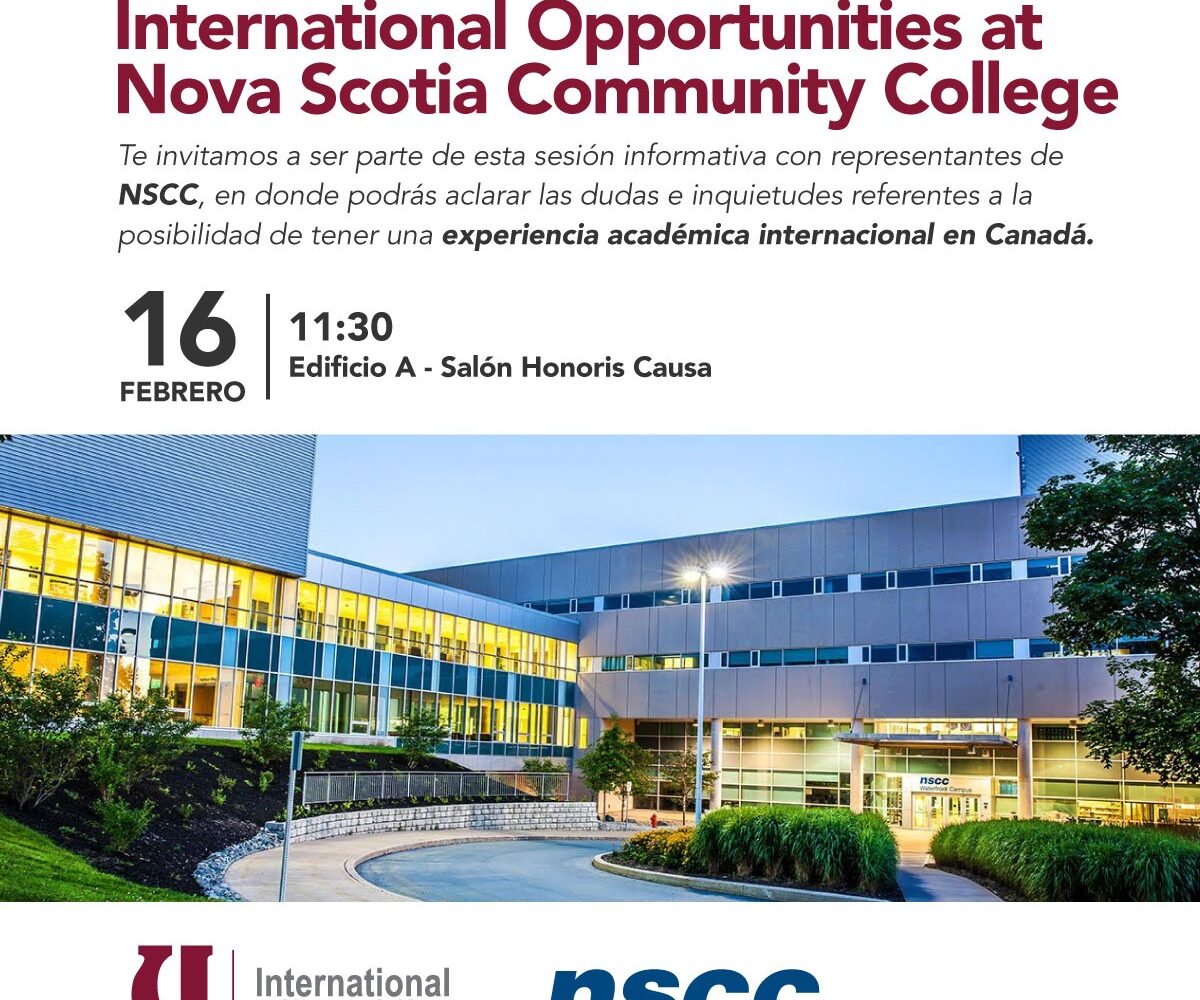 International Opportunities at
Nova Scotia Community College
Te invitamos a ser parte de esta sesión informativa con representantes de
NSCC, en donde podrás aclarar las dudas e inquietudes referentes a la
posibilidad de tener una experiencia académica internacional en Canadá.
16
FEBRERO
11:30
Edificio A - Salón Honoris Causa
nscc
Waterfront Campus
International
nscc